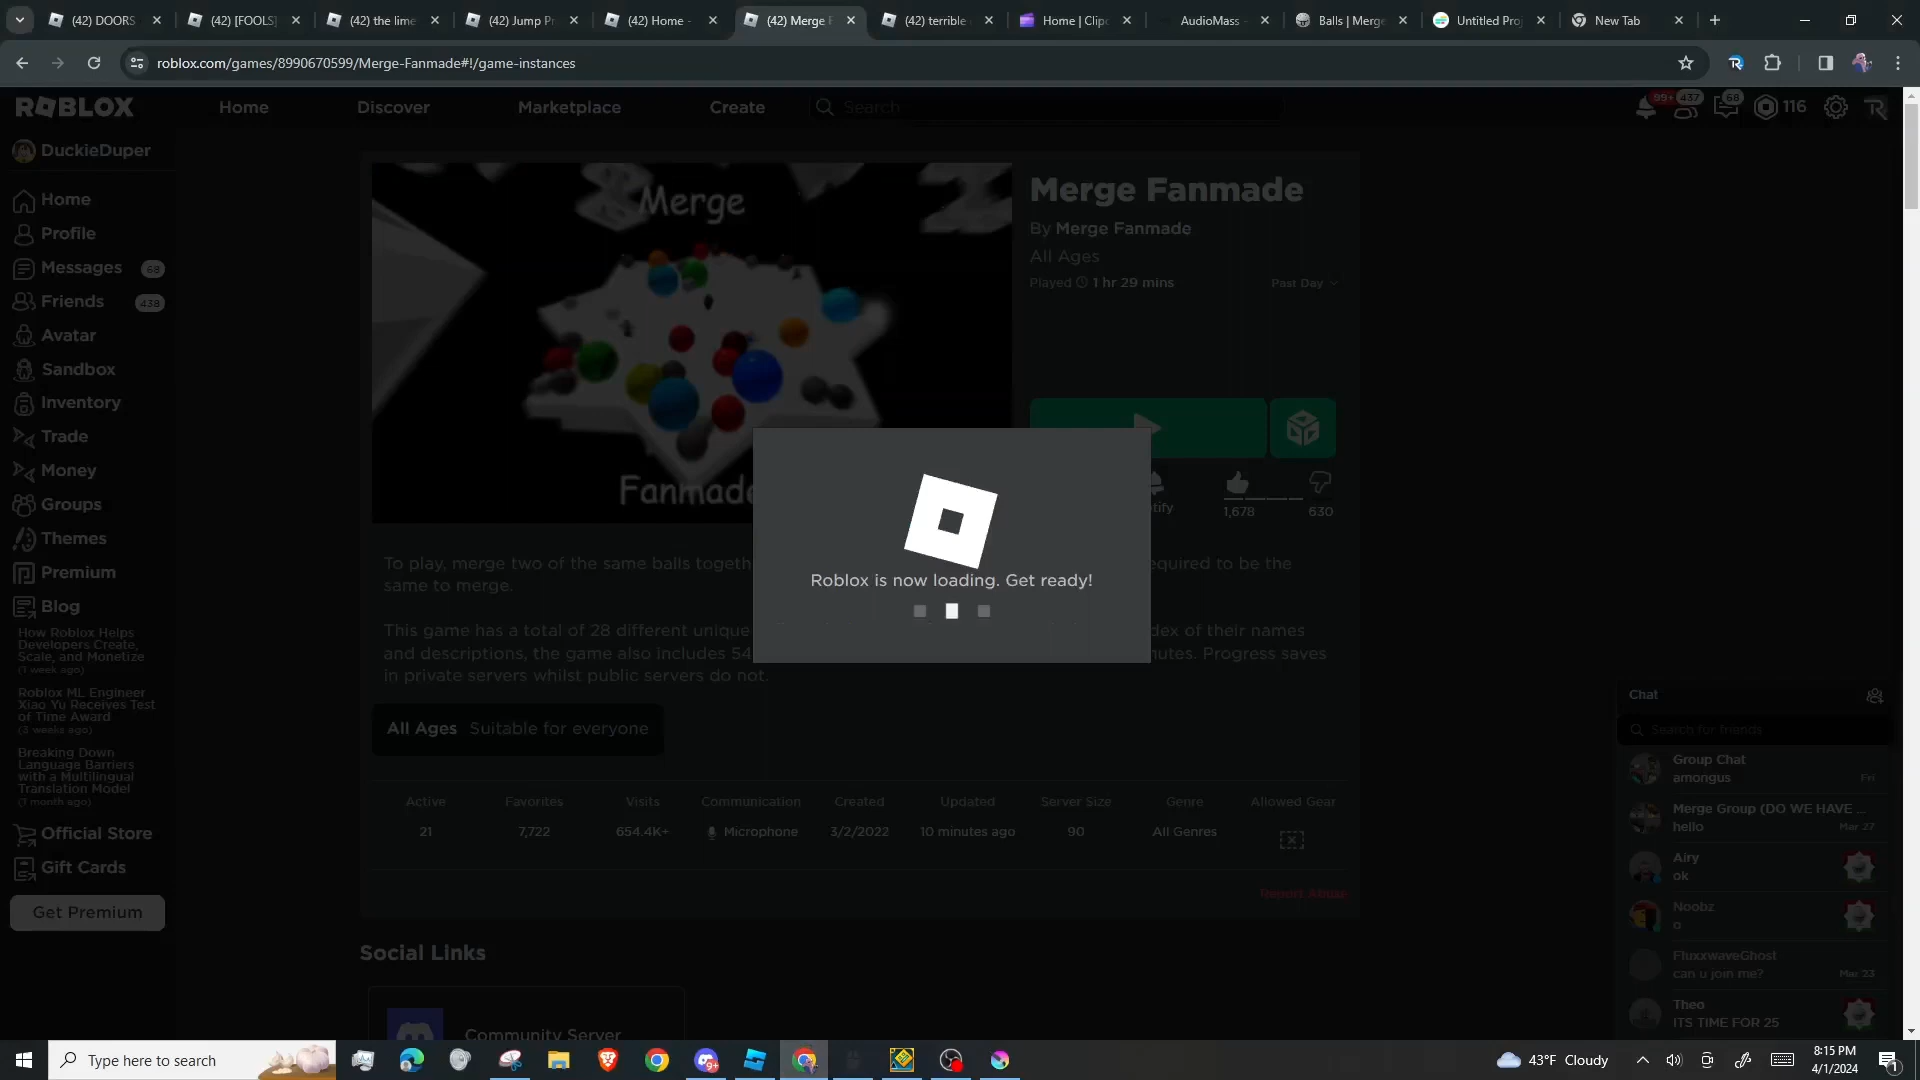 (42) DOORS
(42) [FOOLS]
(42) the lime
(42) Jump Pr
(42) Home -
(42) Merge F
(42) terrible
Home | Clipc
AudioMass -
Balls | Merge
Untitled Proj
New Tab
roblox.com/games/8990670599/Merge-Fanmade#!/game-instances
ROBLOX
Home
Discover
Marketplace
Create
Search
99+
437
68
116
DuckieDuper
Home
Profile
Messages 68
Friends 438
Avatar
Sandbox
Inventory
Trade
Money
Groups
Themes
Premium
Blog
How Roblox Helps
Developers Create,
Scale, and Monetize
(1 week ago)
Roblox ML Engineer
Xiao Yu Receives Test
of Time Award
(3 weeks ago)
Breaking Down
Language Barriers
with a Multilingual
Translation Model
(1 month ago)
Official Store
Gift Cards
Get Premium
Merge
Fanmade
Merge Fanmade
By Merge Fanmade
All Ages
Played 1 hr 29 mins
Past Day
1,678
630
Roblox is now loading. Get ready!
To play, merge two of the same balls togeth
equired to be the
same to merge.
This game has a total of 28 different unique
dex of their names
and descriptions, the game also includes 54
nutes. Progress saves
in private servers whilst public servers do not.
All Ages Suitable for everyone
Active Favorites Visits Communication Created Updated Server Size Genre Allowed Gear
21 7,722 654.4K+ Microphone 3/2/2022 10 minutes ago 90 All Genres
Report Abuse
Social Links
Community Server
Chat
Search for friends
Group Chat
amongus Fri
Merge Group (DO WE HAVE ...
hello Mar 27
Airy
ok
Noobz
o
FluxxwaveGhost
can u join me? Mar 23
Theo
ITS TIME FOR 25
Type here to search
9+
43°F Cloudy
8:15 PM
4/1/2024
1